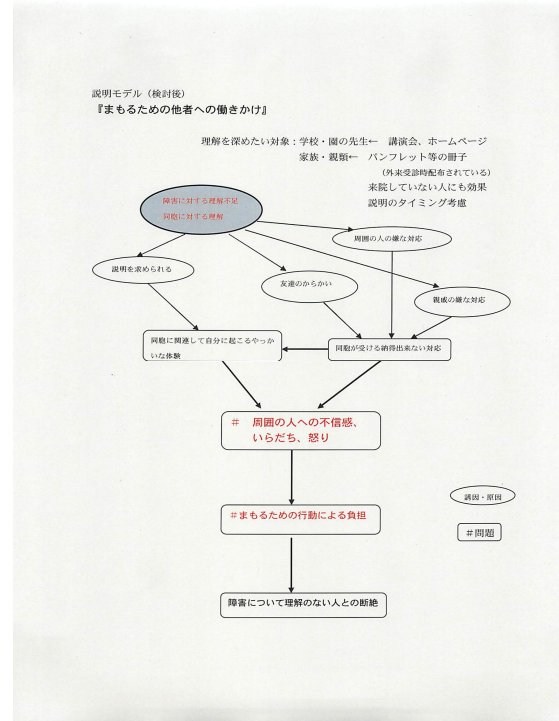 説明モデル（検討後）
『まもるための他者への働きかけ』
理解を深めたい対象：学校・園の先生← 講演会、ホームページ
家族・親類← パンフレット等の冊子
（外来受診時配布されている）
来院していない人にも効果
説明のタイミング考慮
障害に対する理解不足
同胞に対する理解
周囲の人の嫌な対応
説明を求められる
友達のからかい
親戚の嫌な対応
同胞に関連して自分に起こるやっか
いな体験
同胞が受ける納得出来ない対応
＃ 周囲の人への不信感、
いらだち、怒り
＃まもるための行動による負担
障害について理解のない人との断絶
誘因・原因
＃問題